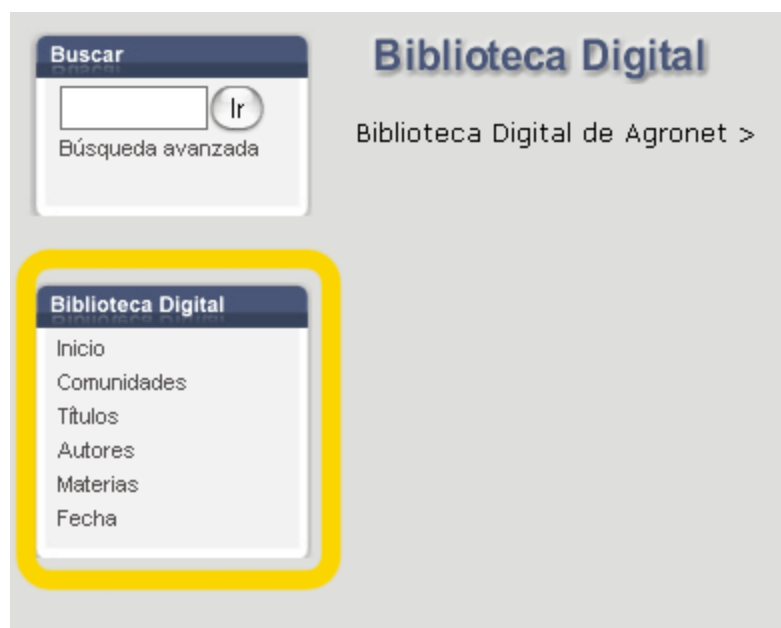 Buscar
Ir
Búsqueda avanzada
Biblioteca Digital
Biblioteca Digital de Agronet >
Biblioteca Digital
Inicio
Comunidades
Títulos
Autores
Materias
Fecha